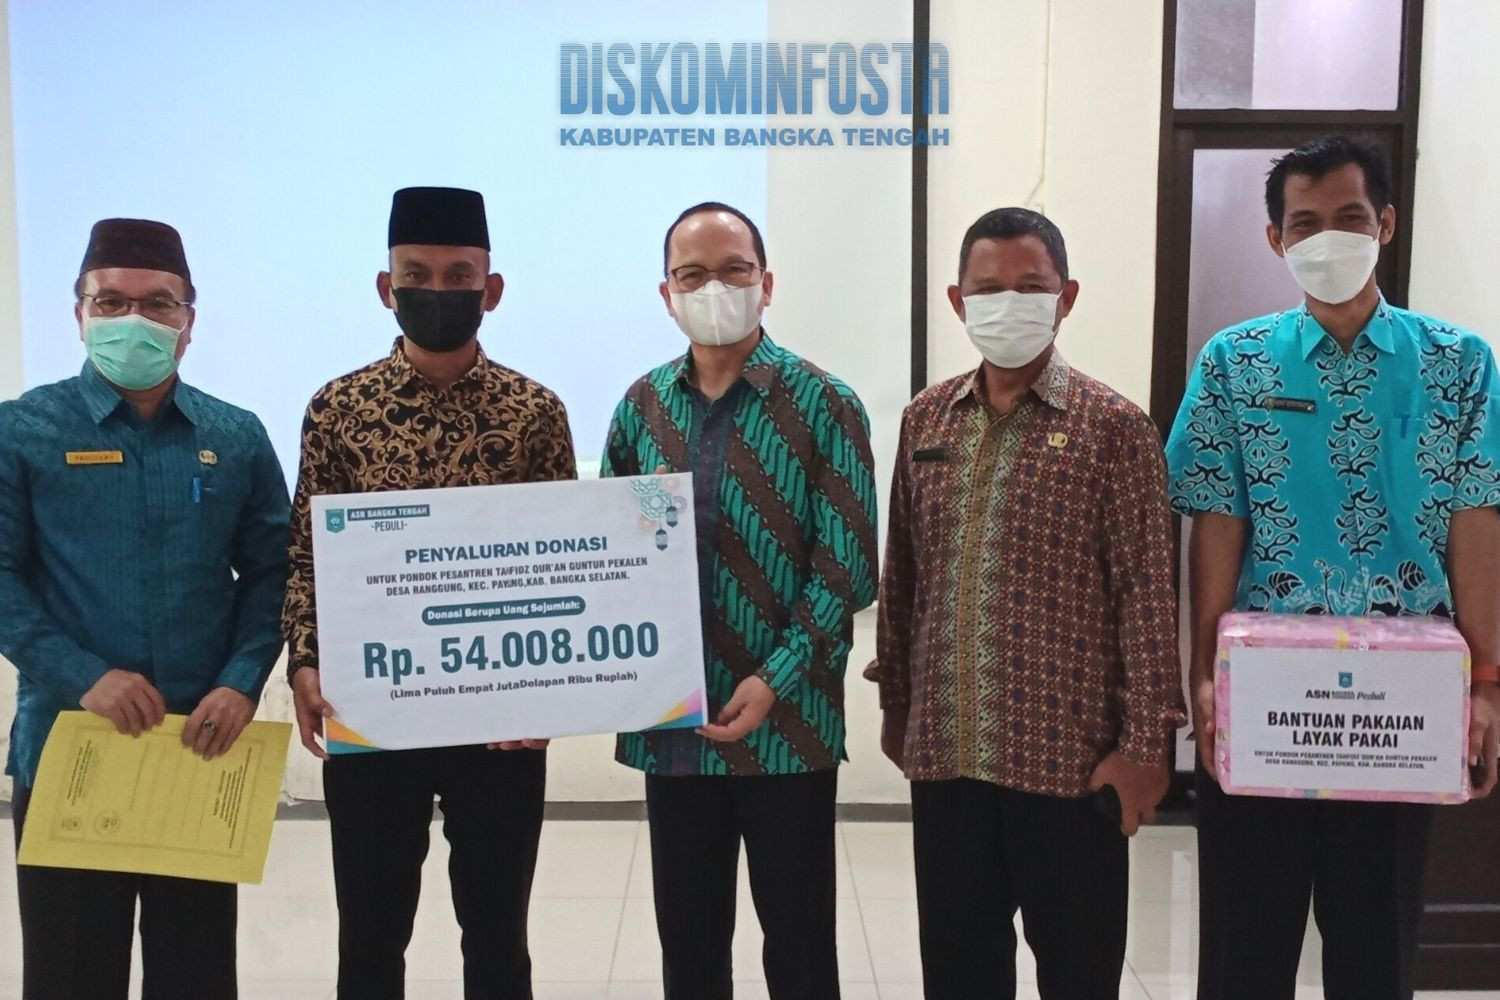 DISKOMINFOSTA
KABUPATEN BANGKA TENGAH
ASN BANGKA TENGAH
-PEDULI-
PENYALURAN DONASI
UNTUK PONDOK PESANTREN TAHFIDZ QUR'AN GUNTUR PEKALEN
DESA RANGGUNG, KEC. PAYUNG,KAB. BANGKA SELATAN.
Donasi Berupa Uang Sejumlah:
Rp. 54.008.000
(Lima Puluh Empat JutaDelapan Ribu Rupiah)
ASN BANGKA TENGAH Peduli
BANTUAN PAKAIAN
LAYAK PAKAI
UNTUK PONDOK PESANTREN TAHFIDZ QUR'AN GUNTUR PEKALEN
DESA RANGGUNG, KEC. PAYUNG, KAB. BANGKA SELATAN.